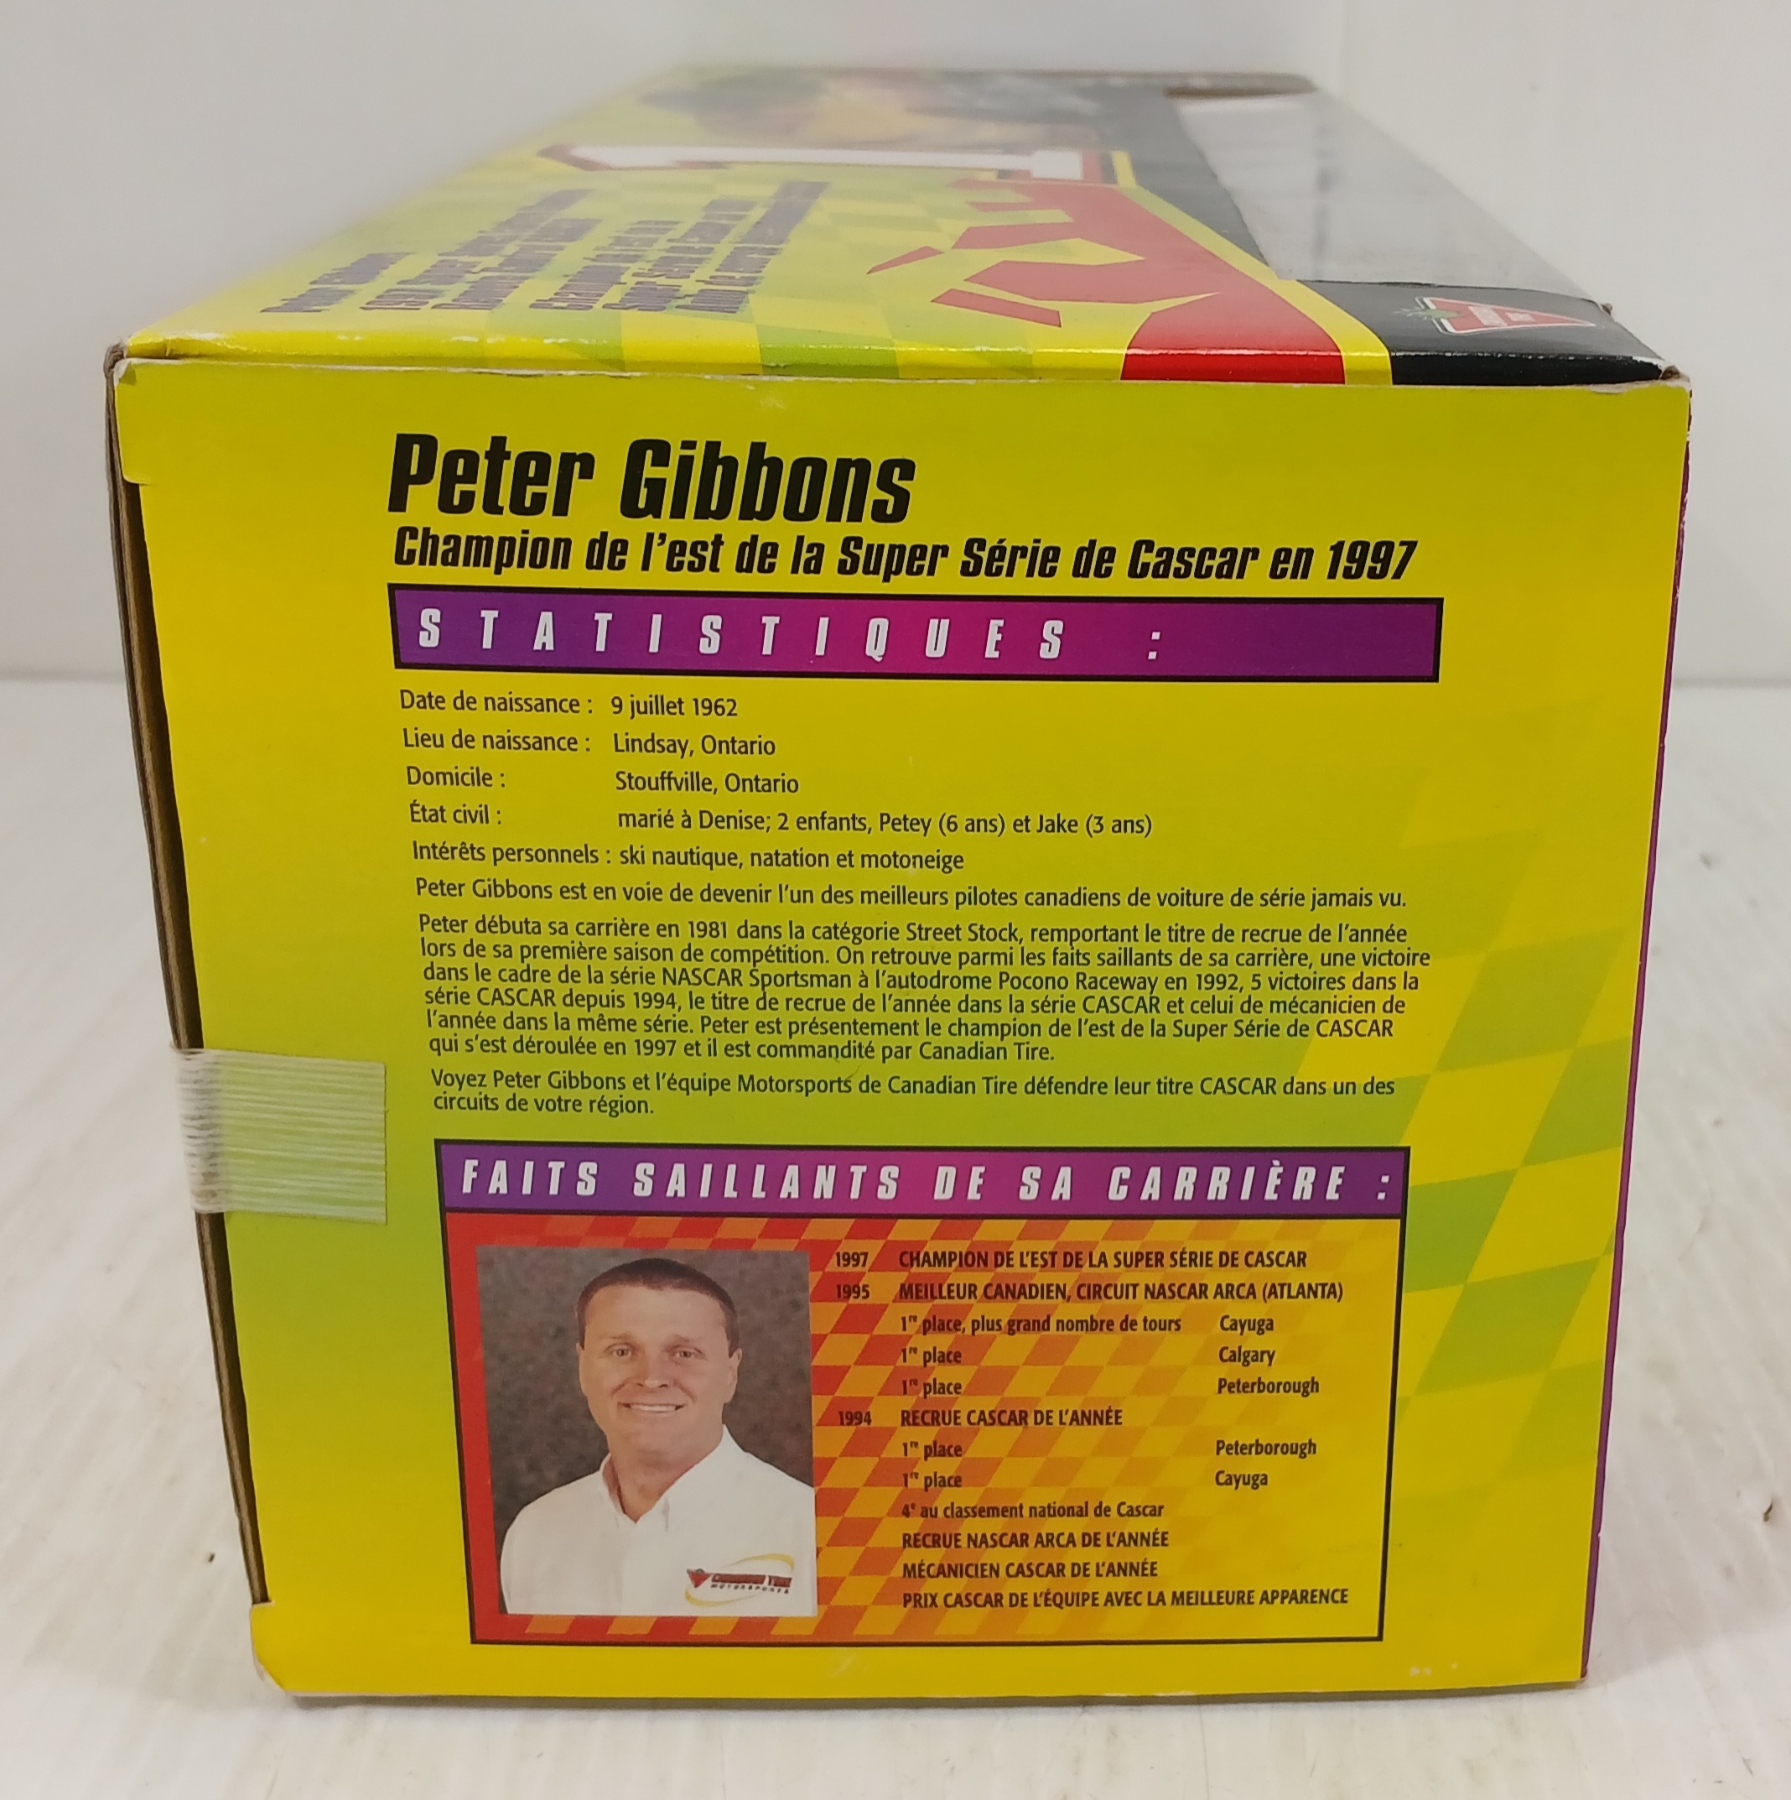 Peter Gibbons
Champion de l'est de la Super Série de Cascar en 1997
STATISTIQUES :
Date de naissance : 9 juillet 1962
Lieu de naissance : Lindsay, Ontario
Domicile : Stouffville, Ontario
État civil : marié à Denise; 2 enfants, Petey (6 ans) et Jake (3 ans)
Intérêts personnels : ski nautique, natation et motoneige
Peter Gibbons est en voie de devenir l'un des meilleurs pilotes canadiens de voiture de série jamais vu.
Peter débuta sa carrière en 1981 dans la catégorie Street Stock, remportant le titre de recrue de l'année
lors de sa première saison de compétition. On retrouve parmi les faits saillants de sa carrière, une victoire
dans le cadre de la série NASCAR Sportsman à l'autodrome Pocono Raceway en 1992, 5 victoires dans la
série CASCAR depuis 1994, le titre de recrue de l'année dans la série CASCAR et celui de mécanicien de
l'année dans la même série. Peter est présentement le champion de l'est de la Super Série de CASCAR
qui s'est déroulée en 1997 et il est commandité par Canadian Tire.
Voyez Peter Gibbons et l'équipe Motorsports de Canadian Tire défendre leur titre CASCAR dans un des
circuits de votre région.
FAITS SAILLANTS DE SA CARRIÈRE :
1997 CHAMPION DE L'EST DE LA SUPER SÉRIE DE CASCAR
1995 MEILLEUR CANADIEN, CIRCUIT NASCAR ARCA (ATLANTA)
1re place, plus grand nombre de tours Cayuga
1re place Calgary
1re place Peterborough
1994 RECRUE CASCAR DE L'ANNÉE
1re place Peterborough
1re place Cayuga
4e au classement national de Cascar
RECRUE NASCAR ARCA DE L'ANNÉE
MÉCANICIEN CASCAR DE L'ANNÉE
PRIX CASCAR DE L'ÉQUIPE AVEC LA MEILLEURE APPARENCE
CANADIAN TIRE
MOTORSPORTS